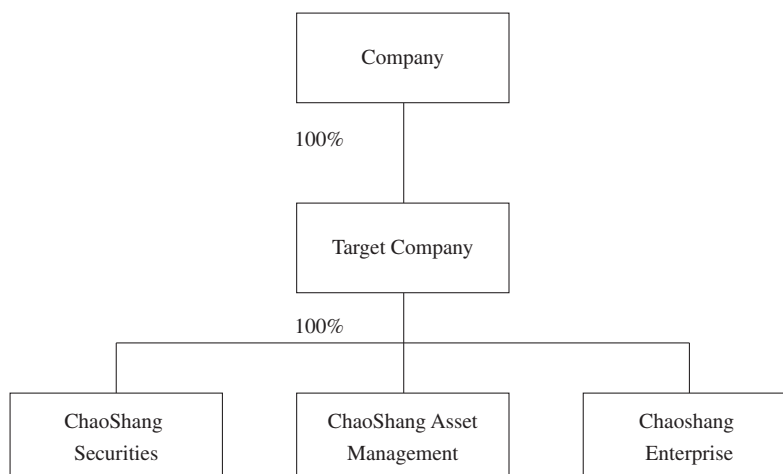 Company
100%
Target Company
100%
ChaoShang
Securities
ChaoShang Asset
Management
Chaoshang
Enterprise